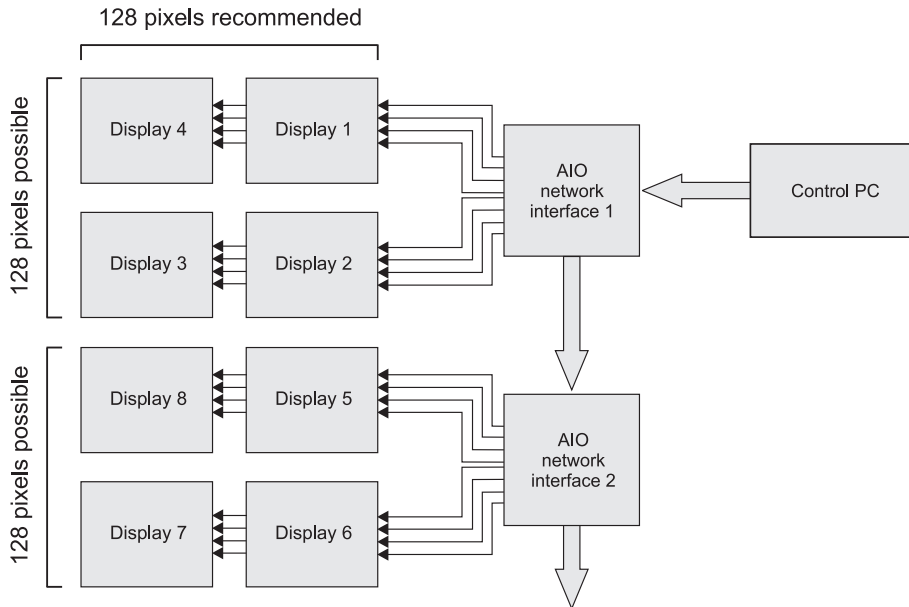 128 pixels recommended
128 pixels possible
Display 4
Display 1
AIO
network
interface 1
Control PC
Display 3
Display 2
128 pixels possible
Display 8
Display 5
AIO
network
interface 2
Display 7
Display 6